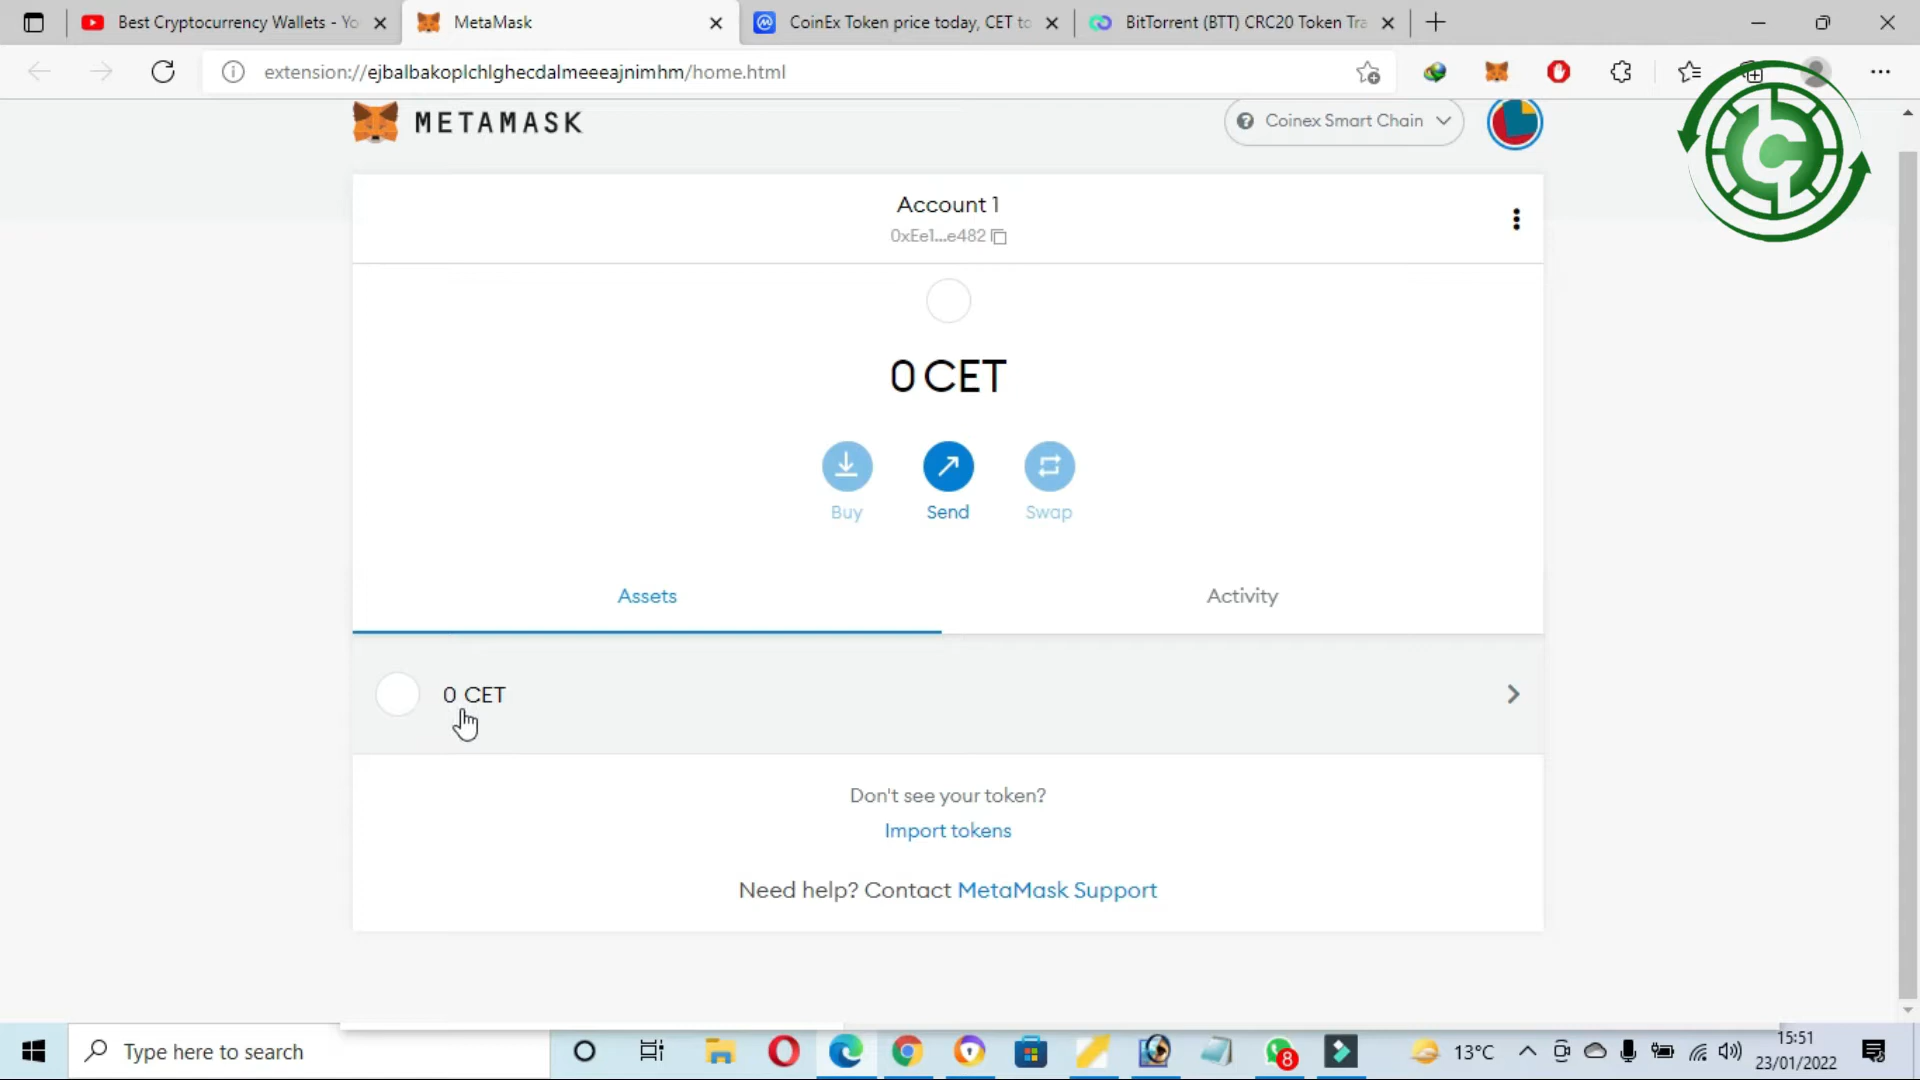 Best Cryptocurrency Wallets - Yo
MetaMask
CoinEx Token price today, CET to
BitTorrent (BTT) CRC20 Token Tra
extension://ejbalbakoplchlghecdalmeeeajnimhm/home.html
METAMASK
Coinex Smart Chain
Account 1
0xEe1...e482
0 CET
Buy
Send
Swap
Assets
Activity
0 CET
Don't see your token?
Import tokens
Need help? Contact MetaMask Support
Type here to search
8
13°C
15:51
23/01/2022